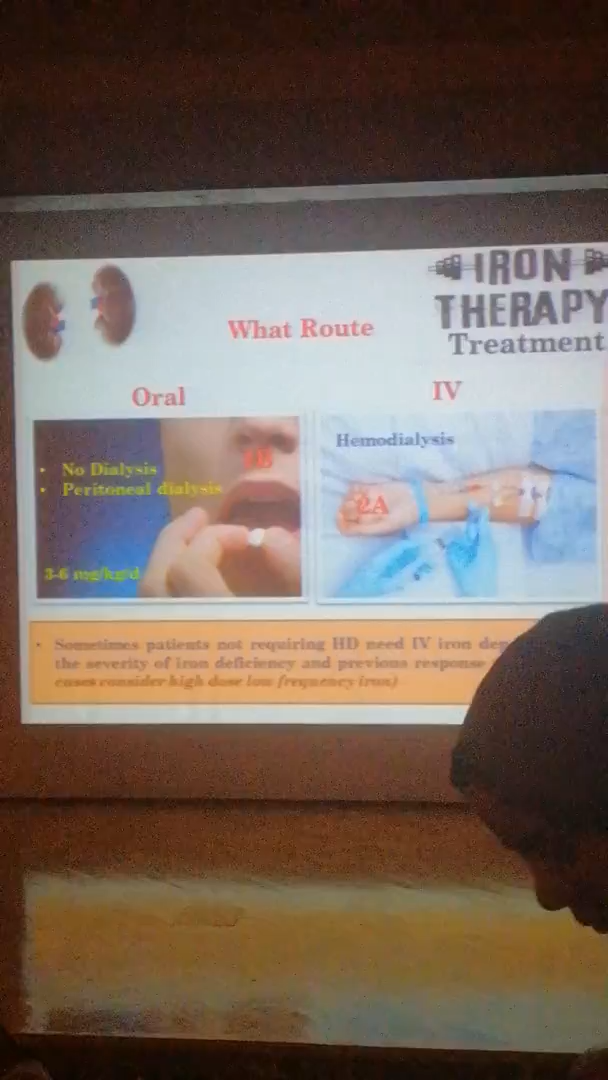 IRON
THERAPY
Treatment
What Route
Oral
IV
• No Dialysis
• Peritoneal dialysis
1B
3-6 mg/kg/d
Hemodialysis
2A
• Sometimes patients not requiring HD need IV iron
the severity of iron deficiency and previous response
cases consider high dose low frequency iron)